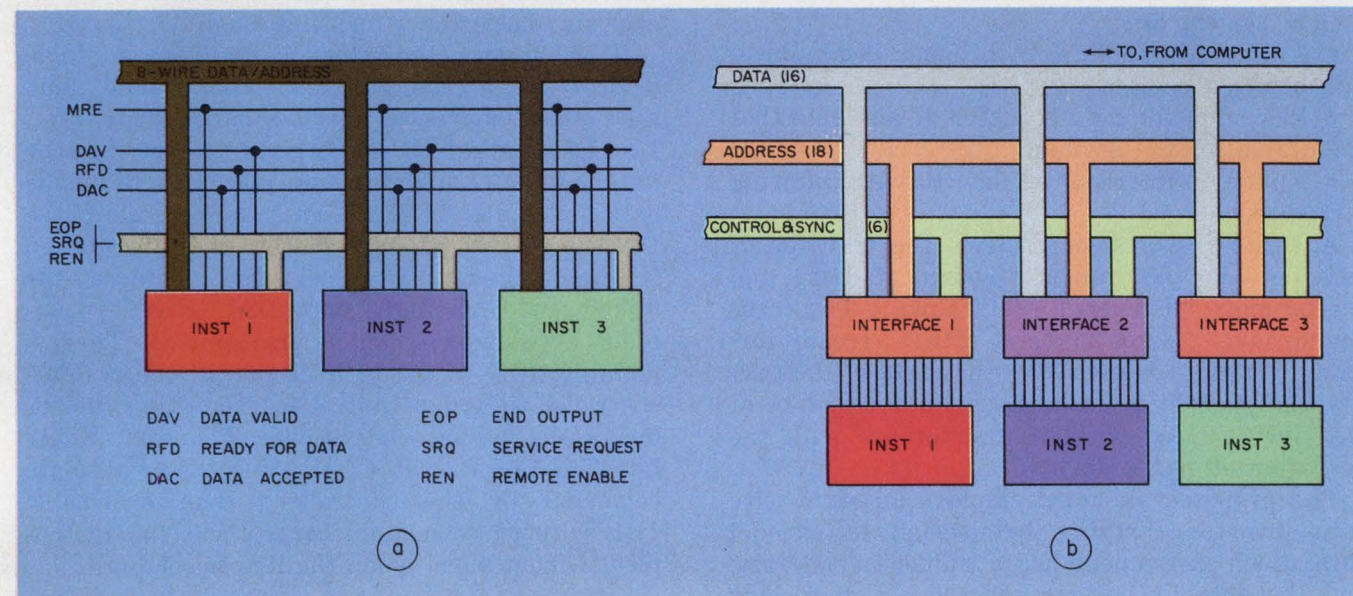 8-WIRE DATA/ADDRESS
MRE
DAV
RFD
DAC
EOP
SRQ
REN
INST 1
INST 2
INST 3
DAV DATA VALID
RFD READY FOR DATA
DAC DATA ACCEPTED
EOP END OUTPUT
SRQ SERVICE REQUEST
REN REMOTE ENABLE
a
↔TO, FROM COMPUTER
DATA (16)
ADDRESS (18)
CONTROL&SYNC (6)
INTERFACE 1
INTERFACE 2
INTERFACE 3
INST 1
INST 2
INST 3
b